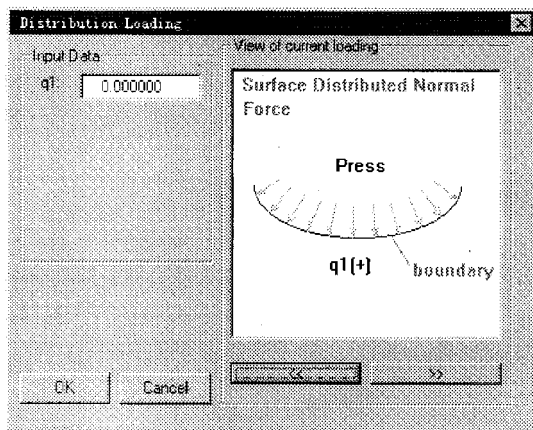 Distribution Loading
Input Data
q1:
0.000000
View of current loading
Surface Distributed Normal
Force
Press
q1(+)
boundary
<<
>>
OK
Cancel